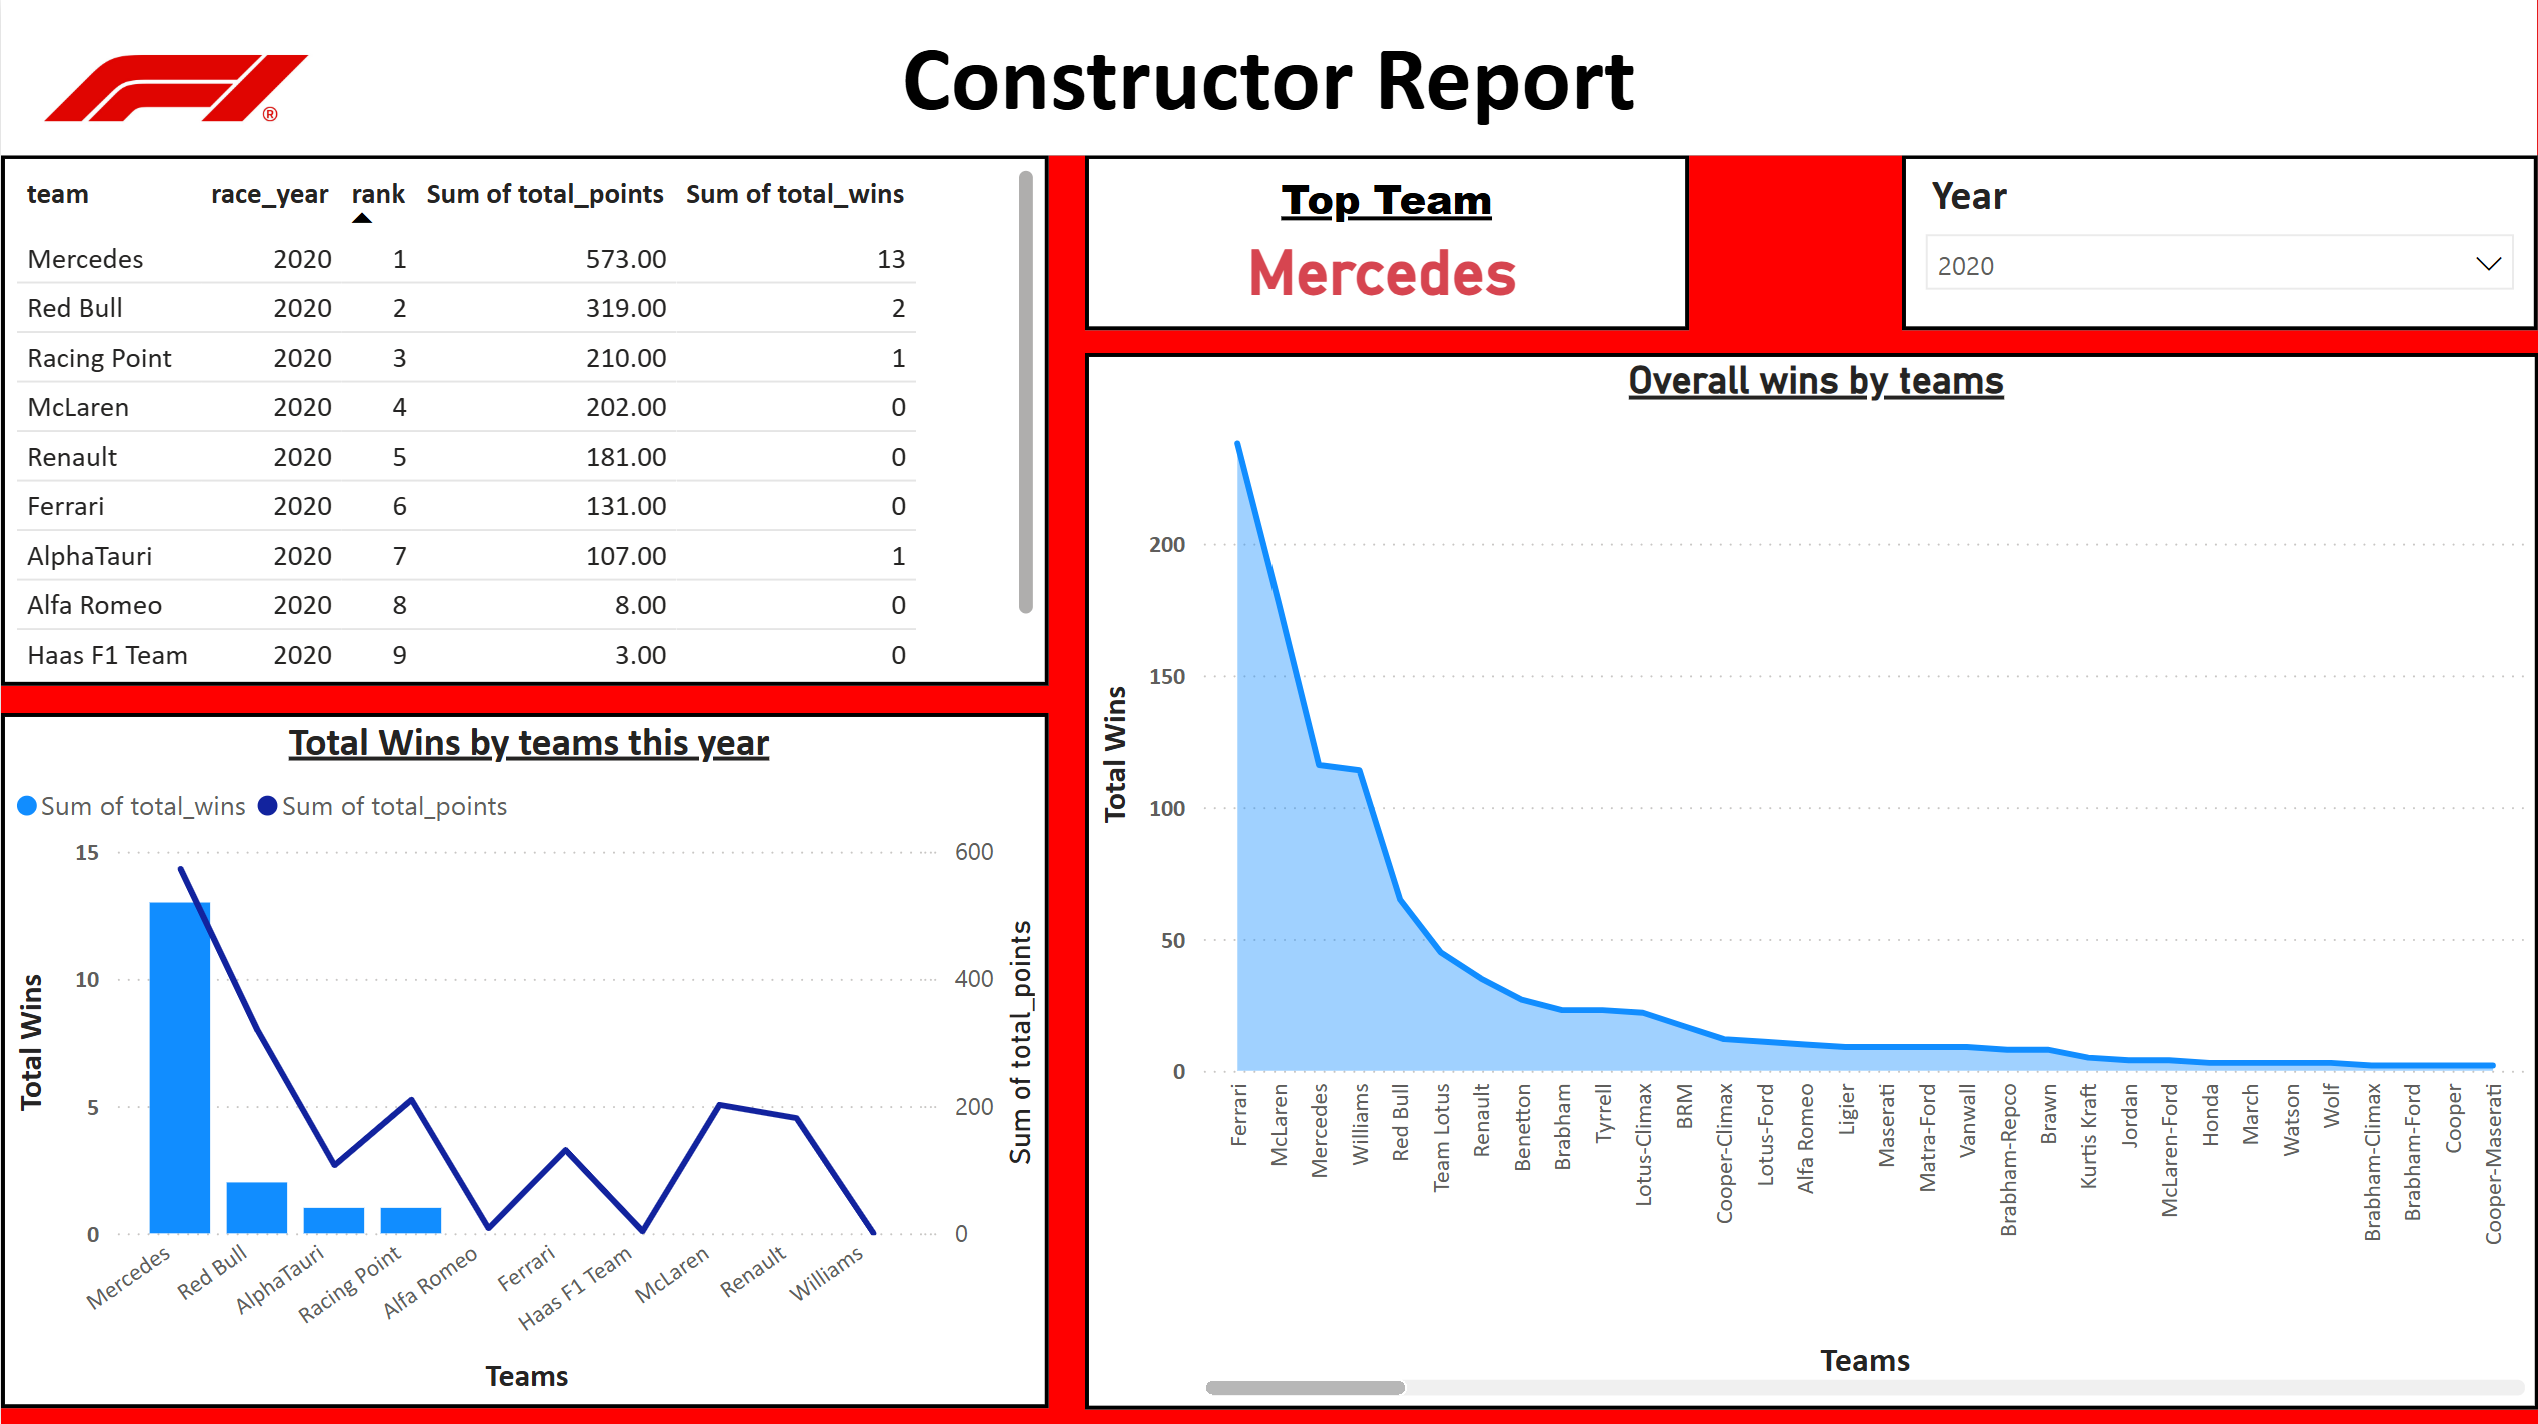 F1®
Constructor Report
team race_year rank Sum of total_points Sum of total_wins
Mercedes 2020 1 573.00 13
Red Bull 2020 2 319.00 2
Racing Point 2020 3 210.00 1
McLaren 2020 4 202.00 0
Renault 2020 5 181.00 0
Ferrari 2020 6 131.00 0
AlphaTauri 2020 7 107.00 1
Alfa Romeo 2020 8 8.00 0
Haas F1 Team 2020 9 3.00 0
Top Team
Mercedes
Year
2020
Total Wins by teams this year
Sum of total_wins Sum of total_points
Total Wins
15
10
5
0
600
400
200
0
Sum of total_points
Mercedes
Red Bull
AlphaTauri
Racing Point
Alfa Romeo
Ferrari
Haas F1 Team
McLaren
Renault
Williams
Teams
Overall wins by teams
Total Wins
200
150
100
50
0
Ferrari
McLaren
Mercedes
Williams
Red Bull
Team Lotus
Renault
Benetton
Brabham
Tyrrell
Lotus-Climax
BRM
Cooper-Climax
Lotus-Ford
Alfa Romeo
Ligier
Maserati
Matra-Ford
Vanwall
Brabham-Repco
Brawn
Kurtis Kraft
Jordan
McLaren-Ford
Honda
March
Watson
Wolf
Brabham-Climax
Brabham-Ford
Cooper
Cooper-Maserati
Teams